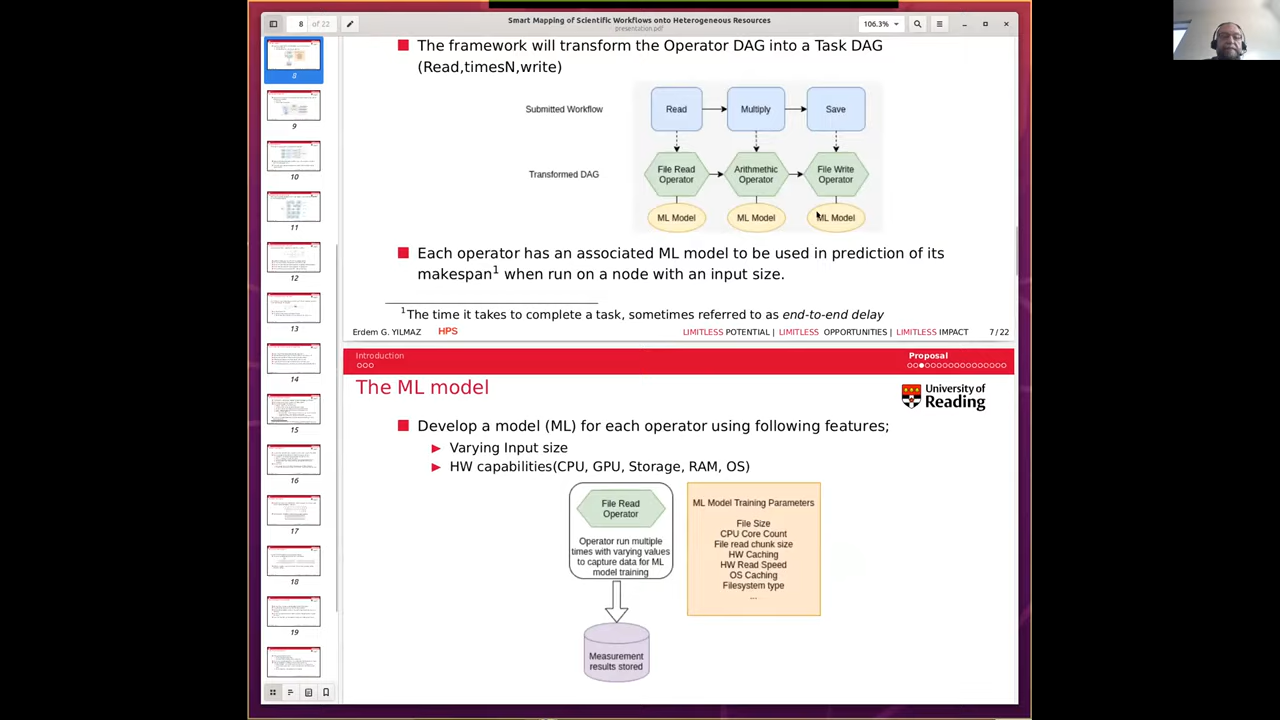 Smart Mapping of Scientific Workflows onto Heterogeneous Resources
presentation.pdf
8 of 22
106.3%
8
9
10
11
12
13
14
15
16
17
18
19
The framework will transform the Operator DAG into a Task DAG
(Read,timesN,write)
Submitted Workflow
Read
Multiply
Save
Transformed DAG
File Read
Operator
Arithmethic
Operator
File Write
Operator
ML Model
ML Model
ML Model
Each operator has an associated ML model to be used in prediction of its
makespan1 when run on a node with an input size.
1The time it takes to complete a task, sometimes referred to as end-to-end delay
Erdem G. YILMAZ HPS LIMITLESS POTENTIAL | LIMITLESS OPPORTUNITIES | LIMITLESS IMPACT 7/22
Introduction
Proposal
The ML model
University of
Reading
Develop a model (ML) for each operator using following features;
Varying Input size
HW capabilities(CPU, GPU, Storage, RAM, OS)
File Read
Operator
Operator run multiple
times with varying values
to capture data for ML
model training
Measurement
results stored
ML Model Training Parameters
File Size
CPU Core Count
File read chunk size
HW Caching
HW Read Speed
OS Caching
Filesystem type
...